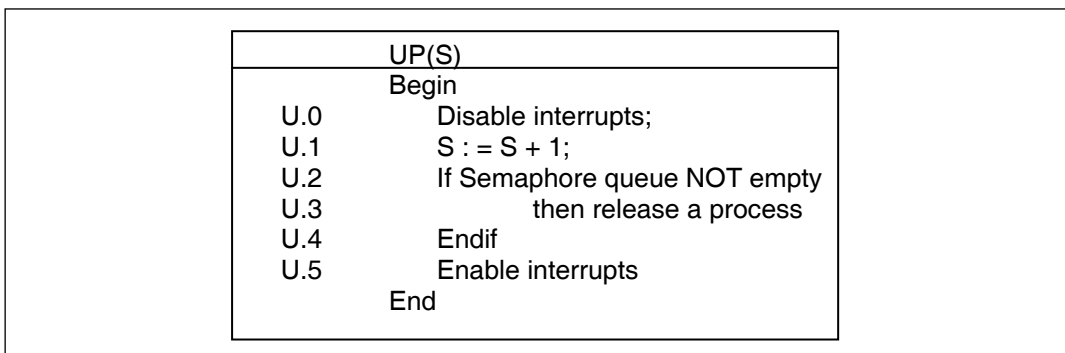 UP(S)
Begin
U.0 Disable interrupts;
U.1 S : = S + 1;
U.2 If Semaphore queue NOT empty
U.3 then release a process
U.4 Endif
U.5 Enable interrupts
End